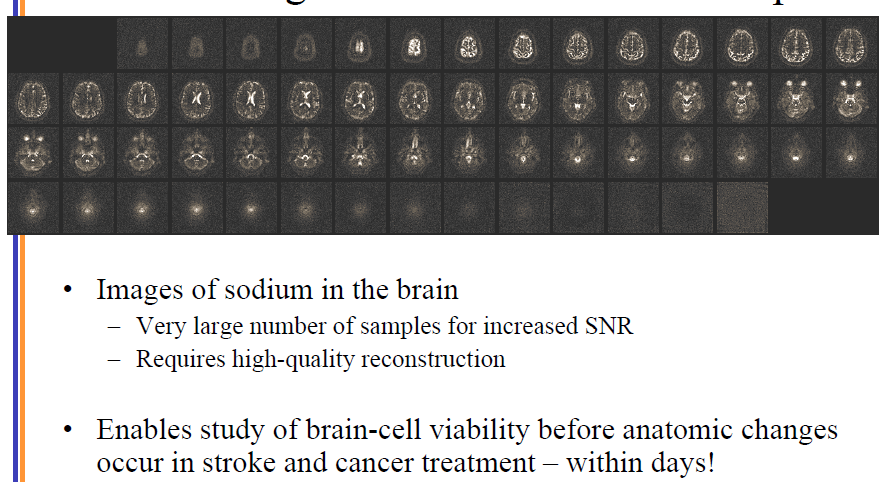 • Images of sodium in the brain
– Very large number of samples for increased SNR
– Requires high-quality reconstruction
• Enables study of brain-cell viability before anatomic changes
occur in stroke and cancer treatment – within days!